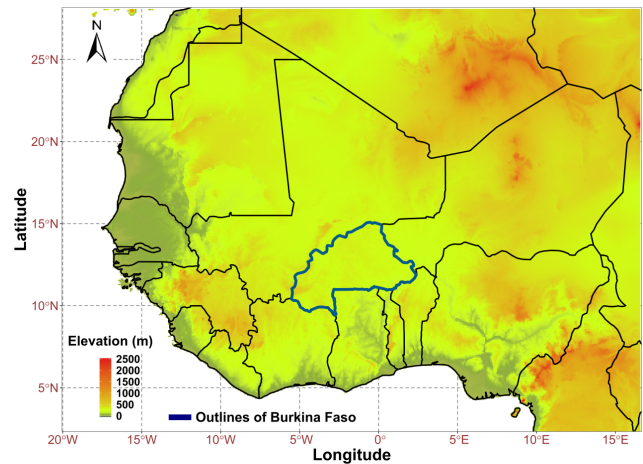 N
25°N
20°N
15°N
10°N
5°N
Latitude
Elevation (m)
2500
2000
1500
1000
500
0
Outlines of Burkina Faso
20°W 15°W 10°W 5°W 0° 5°E 10°E 15°E
Longitude